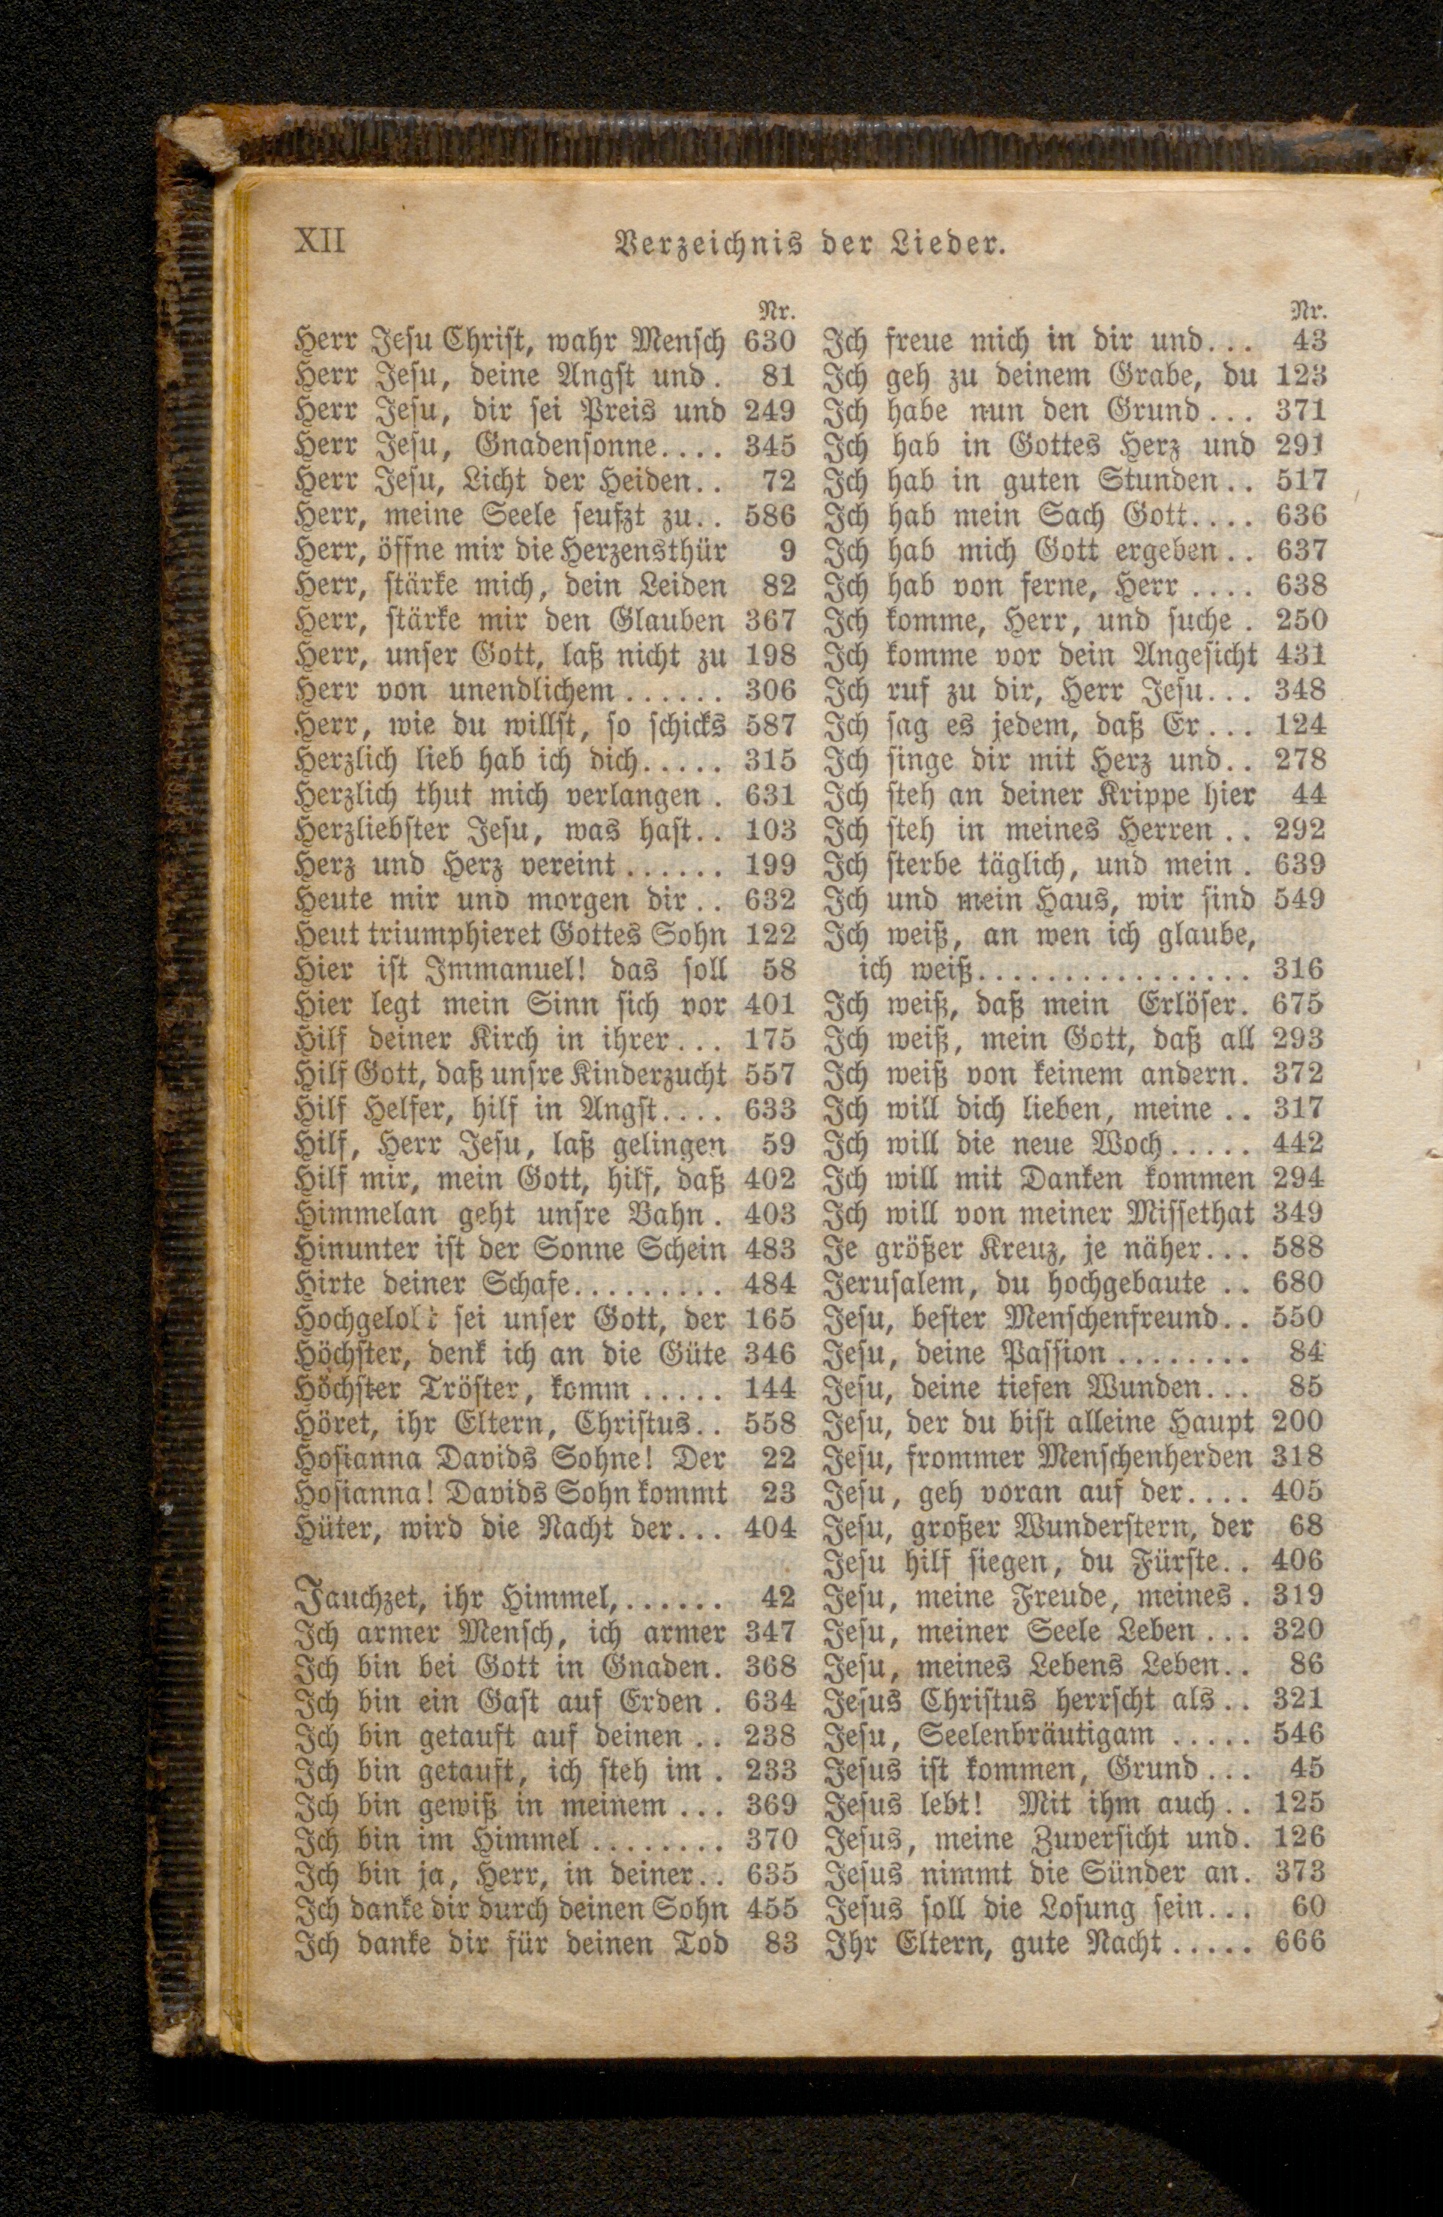 XII
Verzeichnis der Lieder.
Nr.
Herr Jesu Christ, wahr Mensch 630
Herr Jesu, deine Angst und. 81
Herr Jesu, dir sei Preis und 249
Herr Jesu, Gnadensonne.... 345
Herr Jesu, Licht der Heiden.. 72
Herr, meine Seele seufzt zu.. 586
Herr, öffne mir die Herzensthür 9
Herr, stärke mich, dein Leiden 82
Herr, stärke mir den Glauben 367
Herr, unser Gott, laß nicht zu 198
Herr von unendlichem...... 306
Herr, wie du willst, so schicks 587
Herzlich lieb hab ich dich..... 315
Herzlich thut mich verlangen . 631
Herzliebster Jesu, was hast.. 103
Herz und Herz vereint...... 199
Heute mir und morgen dir.. 632
Heut triumphieret Gottes Sohn 122
Hier ist Immanuel! das soll 58
Hier legt mein Sinn sich vor 401
Hilf deiner Kirch in ihrer... 175
Hilf Gott, daß unsre Kinderzucht 557
Hilf Helfer, hilf in Angst.... 633
Hilf, Herr Jesu, laß gelingen 59
Hilf mir, mein Gott, hilf, daß 402
Himmelan geht unsre Bahn. 403
Hinunter ist der Sonne Schein 483
Hirte deiner Schafe......... 484
Hochgelobt sei unser Gott, der 165
Höchster, denk ich an die Güte 346
Höchster Tröster, komm ..... 144
Höret, ihr Eltern, Christus.. 558
Hosianna Davids Sohne! Der 22
Hosianna! Davids Sohn kommt 23
Hüter, wird die Nacht der... 404
Jauchzet, ihr Himmel,...... 42
Ich armer Mensch, ich armer 347
Ich bin bei Gott in Gnaden. 368
Ich bin ein Gast auf Erden . 634
Ich bin getauft auf deinen .. 238
Ich bin getauft, ich steh im . 233
Ich bin gewiß in meinem ... 369
Ich bin im Himmel........ 370
Ich bin ja, Herr, in deiner.. 635
Ich danke dir durch deinen Sohn 455
Ich danke dir für deinen Tod 83
Nr.
Ich freue mich in dir und... 43
Ich geh zu deinem Grabe, du 123
Ich habe nun den Grund... 371
Ich hab in Gottes Herz und 291
Ich hab in guten Stunden.. 517
Ich hab mein Sach Gott.... 636
Ich hab mich Gott ergeben.. 637
Ich hab von ferne, Herr .... 638
Ich komme, Herr, und suche . 250
Ich komme vor dein Angesicht 431
Ich ruf zu dir, Herr Jesu... 348
Ich sag es jedem, daß Er... 124
Ich singe dir mit Herz und.. 278
Ich steh an deiner Krippe hier 44
Ich steh in meines Herren .. 292
Ich sterbe täglich, und mein . 639
Ich und mein Haus, wir sind 549
Ich weiß, an wen ich glaube,
ich weiß................ 316
Ich weiß, daß mein Erlöser. 675
Ich weiß, mein Gott, daß all 293
Ich weiß von keinem andern. 372
Ich will dich lieben, meine .. 317
Ich will die neue Woch..... 442
Ich will mit Danken kommen 294
Ich will von meiner Missethat 349
Je größer Kreuz, je näher... 588
Jerusalem, du hochgebaute .. 680
Jesu, bester Menschenfreund.. 550
Jesu, deine Passion ........ 84
Jesu, deine tiefen Wunden... 85
Jesu, der du bist alleine Haupt 200
Jesu, frommer Menschenherden 318
Jesu, geh voran auf der.... 405
Jesu, großer Wunderstern, der 68
Jesu hilf siegen, du Fürste.. 406
Jesu, meine Freude, meines . 319
Jesu, meiner Seele Leben ... 320
Jesu, meines Lebens Leben.. 86
Jesus Christus herrscht als.. 321
Jesu, Seelenbräutigam ..... 546
Jesus ist kommen, Grund... 45
Jesus lebt! Mit ihm auch.. 125
Jesus, meine Zuversicht und. 126
Jesus nimmt die Sünder an. 373
Jesus soll die Losung sein... 60
Ihr Eltern, gute Nacht..... 666